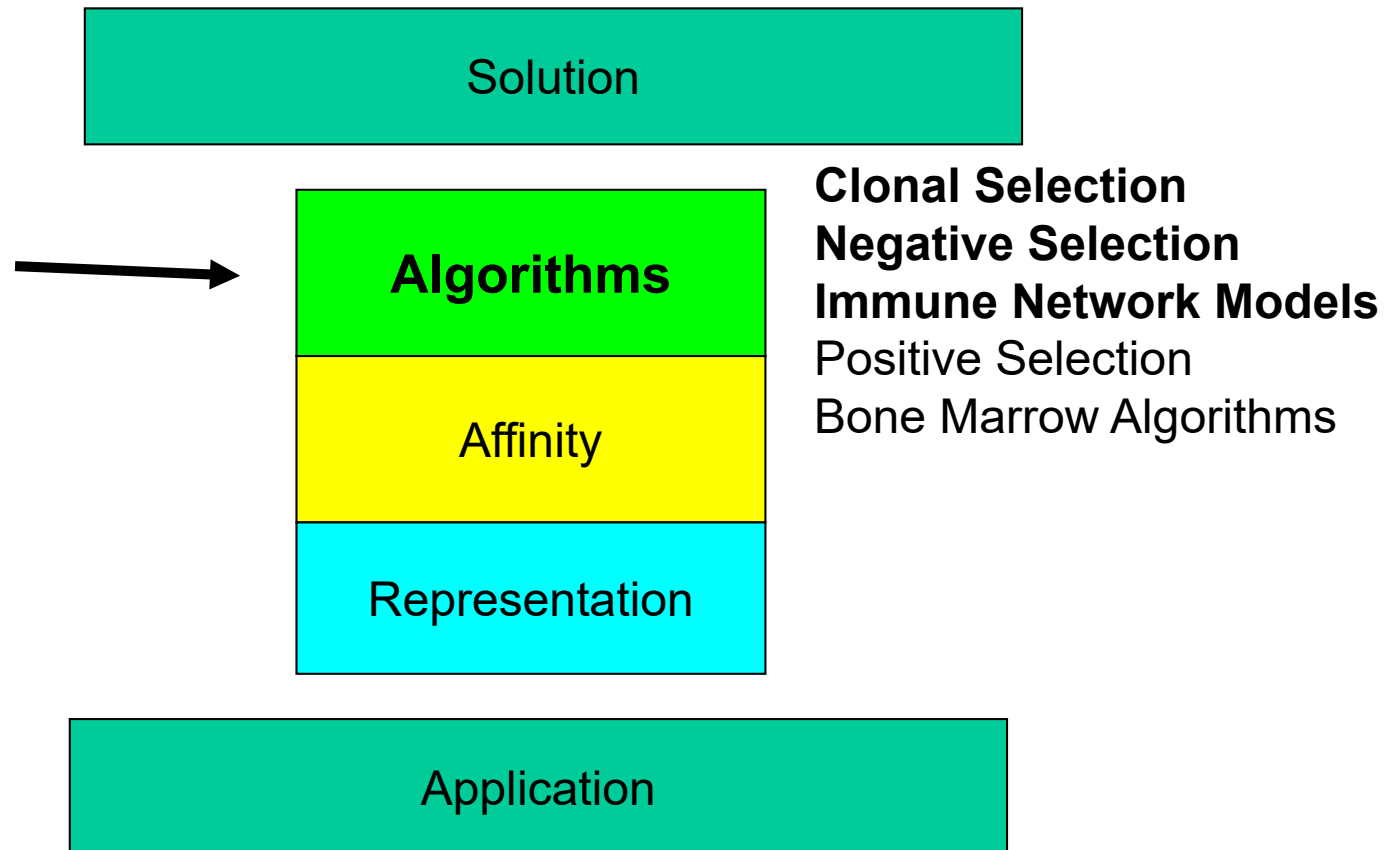 Solution
Algorithms
Clonal Selection
Negative Selection
Immune Network Models
Positive Selection
Bone Marrow Algorithms
Affinity
Representation
Application